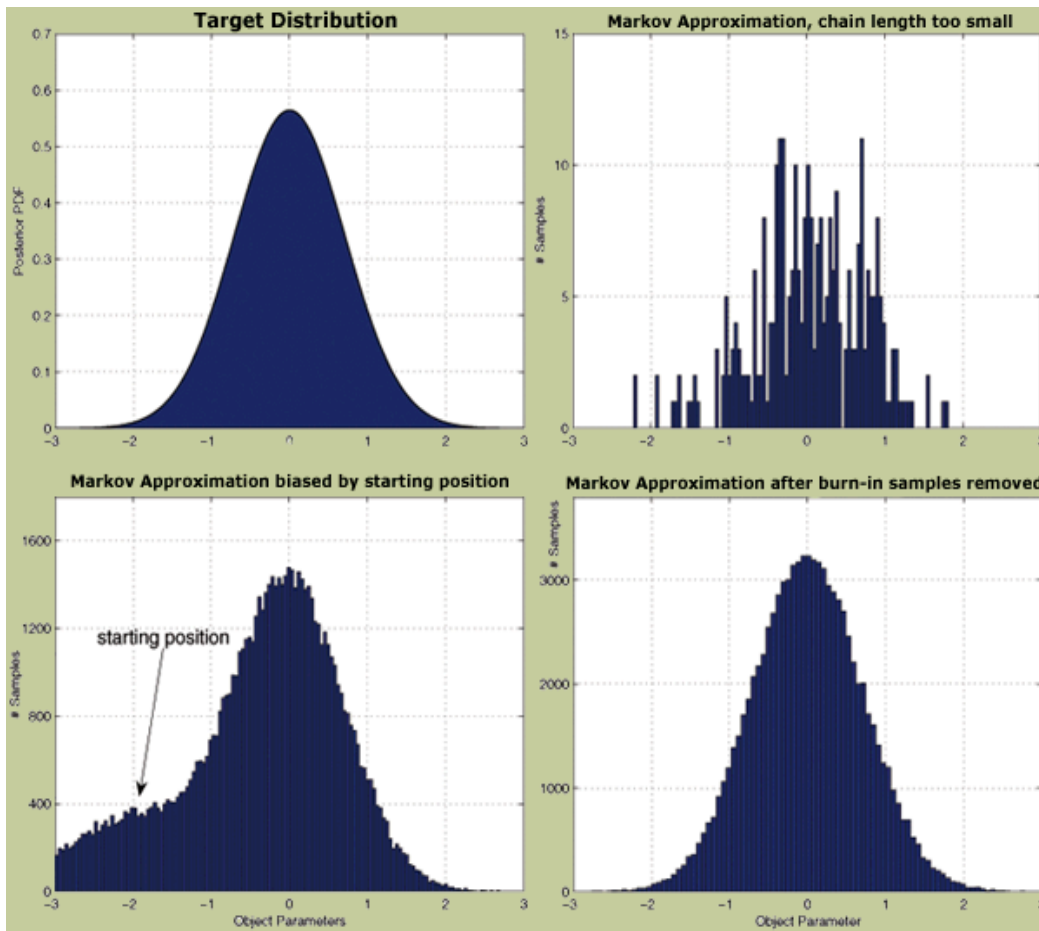 Target Distribution
0.7
0.6
0.5
0.4
0.3
0.2
0.1
0
Posterior PDF
-3 -2 -1 0 1 2 3
Markov Approximation, chain length too small
15
10
5
0
# Samples
-3 -2 -1 0 1 2
Markov Approximation biased by starting position
1600
1200
800
400
0
# Samples
starting position
-3 -2 -1 0 1 2 3
Object Parameters
Markov Approximation after burn-in samples removed
3000
2000
1000
0
# Samples
-3 -2 -1 0 1 2 3
Object Parameter